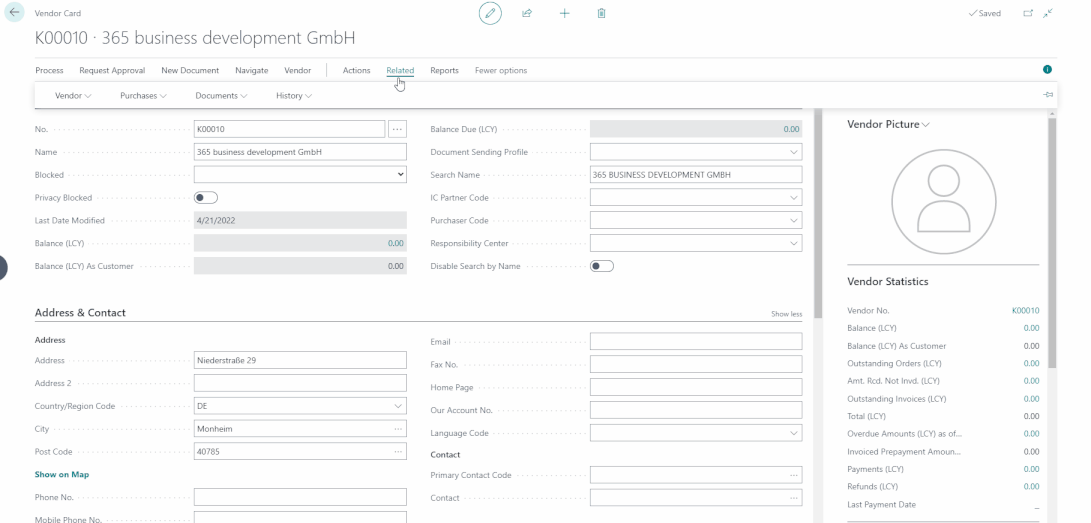 Vendor Card
Saved
K00010 · 365 business development GmbH
Process Request Approval New Document Navigate Vendor Actions Related Reports Fewer options
Vendor Purchases Documents History
No. K00010
Name 365 business development GmbH
Blocked
Privacy Blocked
Last Date Modified 4/21/2022
Balance (LCY) 0.00
Balance (LCY) As Customer 0.00
Balance Due (LCY) 0.00
Document Sending Profile
Search Name 365 BUSINESS DEVELOPMENT GMBH
IC Partner Code
Purchaser Code
Responsibility Center
Disable Search by Name
Address & Contact Show less
Address
Address Niederstraße 29
Address 2
Country/Region Code DE
City Monheim
Post Code 40785
Show on Map
Phone No.
Mobile Phone No.
Email
Fax No.
Home Page
Our Account No.
Language Code
Contact
Primary Contact Code
Contact
Vendor Picture
Vendor Statistics
Vendor No. K00010
Balance (LCY) 0.00
Balance (LCY) As Customer 0.00
Outstanding Orders (LCY) 0.00
Amt. Rcd. Not Invd. (LCY) 0.00
Outstanding Invoices (LCY) 0.00
Total (LCY) 0.00
Overdue Amounts (LCY) as of... 0.00
Invoiced Prepayment Amoun... 0.00
Payments (LCY) 0.00
Refunds (LCY) 0.00
Last Payment Date _